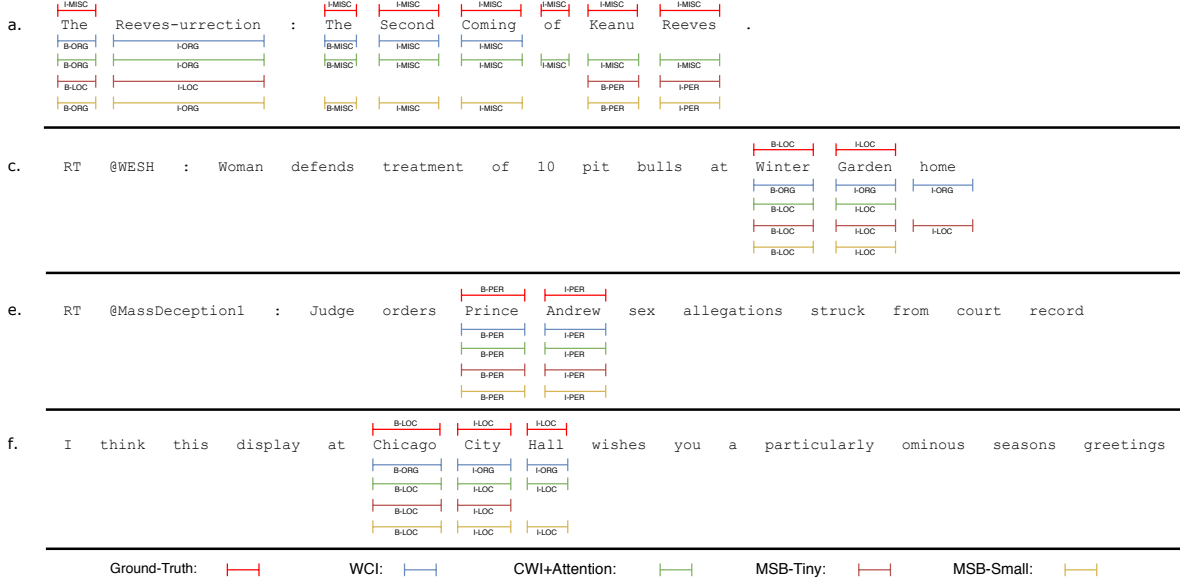 I-MISC I-MISC I-MISC I-MISC I-MISC I-MISC I-MISC
a. The Reeves-urrection : The Second Coming of Keanu Reeves .
B-ORG I-ORG B-MISC I-MISC I-MISC
B-ORG I-ORG B-MISC I-MISC I-MISC I-MISC I-MISC I-MISC
B-LOC I-LOC B-PER I-PER
B-ORG I-ORG B-MISC I-MISC I-MISC B-PER I-PER
B-LOC I-LOC
c. RT @WESH : Woman defends treatment of 10 pit bulls at Winter Garden home
B-ORG I-ORG I-ORG
B-LOC I-LOC
B-LOC I-LOC I-LOC
B-LOC I-LOC
B-PER I-PER
e. RT @MassDeception1 : Judge orders Prince Andrew sex allegations struck from court record
B-PER I-PER
B-PER I-PER
B-PER I-PER
B-PER I-PER
B-LOC I-LOC I-LOC
f. I think this display at Chicago City Hall wishes you a particularly ominous seasons greetings
B-ORG I-ORG I-ORG
B-LOC I-LOC I-LOC
B-LOC I-LOC
B-LOC I-LOC I-LOC
Ground-Truth: WCI: CWI+Attention: MSB-Tiny: MSB-Small: